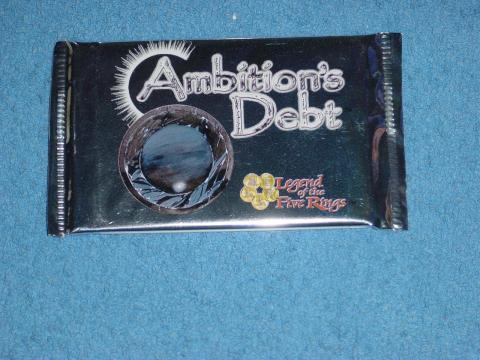 Ambition's
Debt
Legend
of the
Five Rings